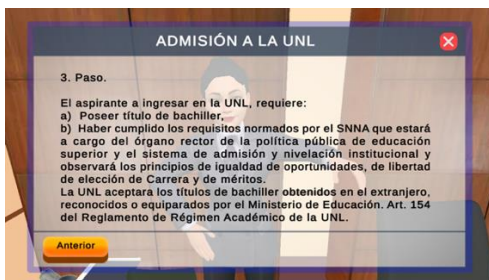 ADMISIÓN A LA UNL
3. Paso.
El aspirante a ingresar en la UNL, requiere:
a) Poseer título de bachiller,
b) Haber cumplido los requisitos normados por el SNNA que estará
a cargo del órgano rector de la política pública de educación
superior y el sistema de admisión y nivelación institucional y
observará los principios de igualdad de oportunidades, de libertad
de elección de Carrera y de méritos.
La UNL aceptara los títulos de bachiller obtenidos en el extranjero,
reconocidos o equiparados por el Ministerio de Educación. Art. 154
del Reglamento de Régimen Académico de la UNL.
Anterior